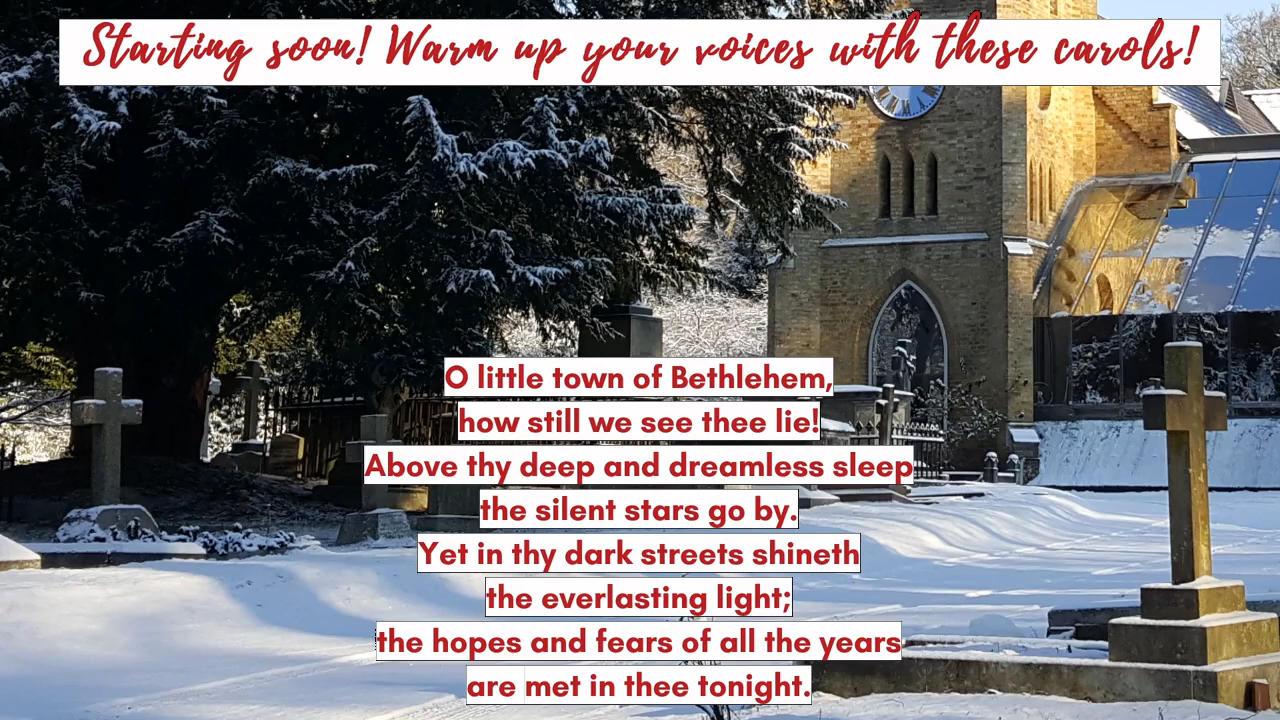 Starting soon! Warm up your voices with these carols!
O little town of Bethlehem,
how still we see thee lie!
Above thy deep and dreamless sleep
the silent stars go by.
Yet in thy dark streets shineth
the everlasting light;
the hopes and fears of all the years
are met in thee tonight.